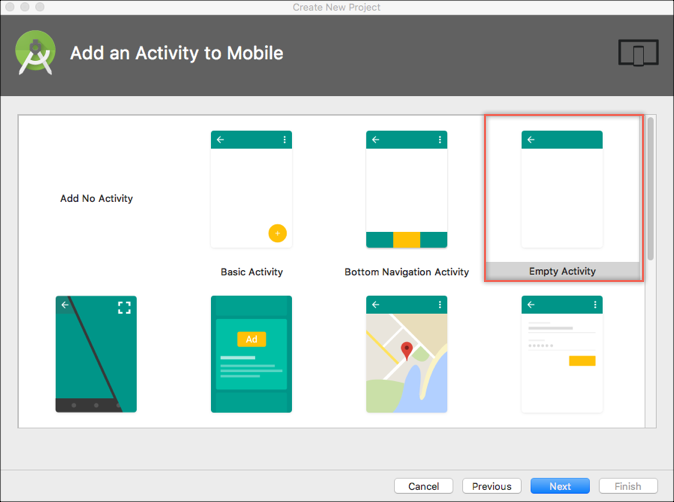 Create New Project
Add an Activity to Mobile
Add No Activity
Basic Activity
Bottom Navigation Activity
Empty Activity
Ad
Cancel
Previous
Next
Finish